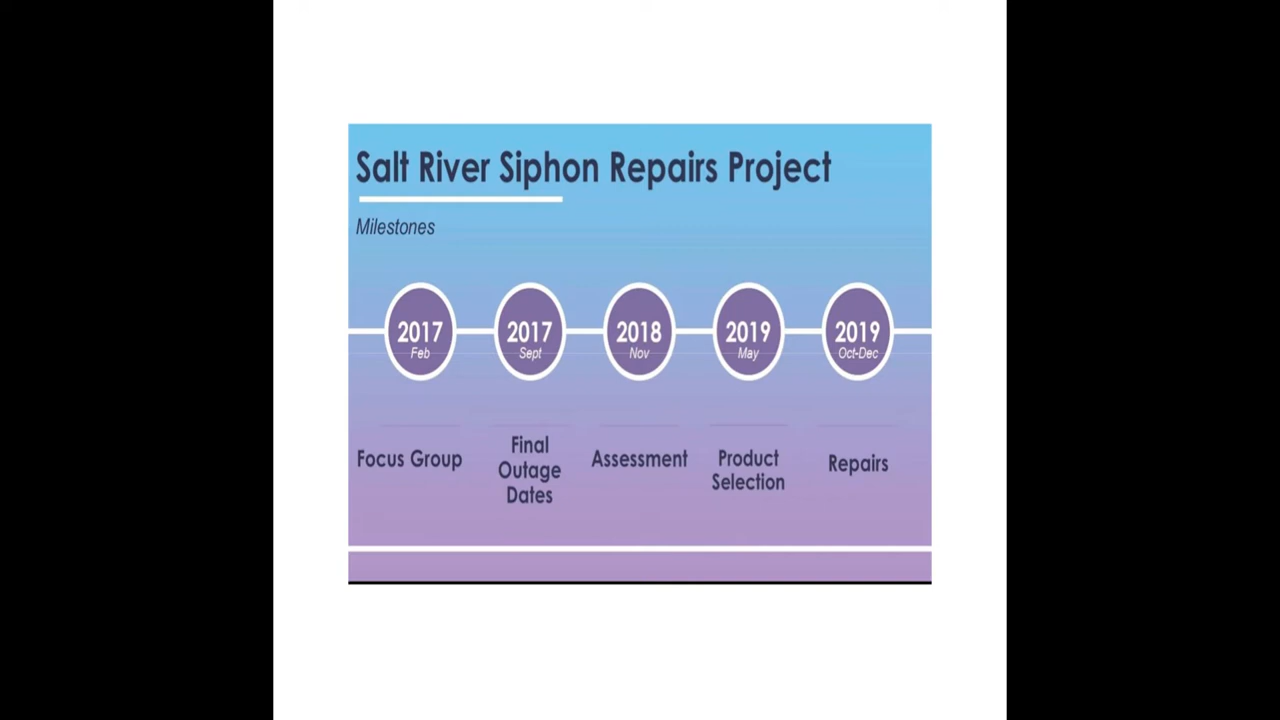 Salt River Siphon Repairs Project
Milestones
2017
Feb
2017
Sept
2018
Nov
2019
May
2019
Oct-Dec
Focus Group
Final
Outage
Dates
Assessment
Product
Selection
Repairs